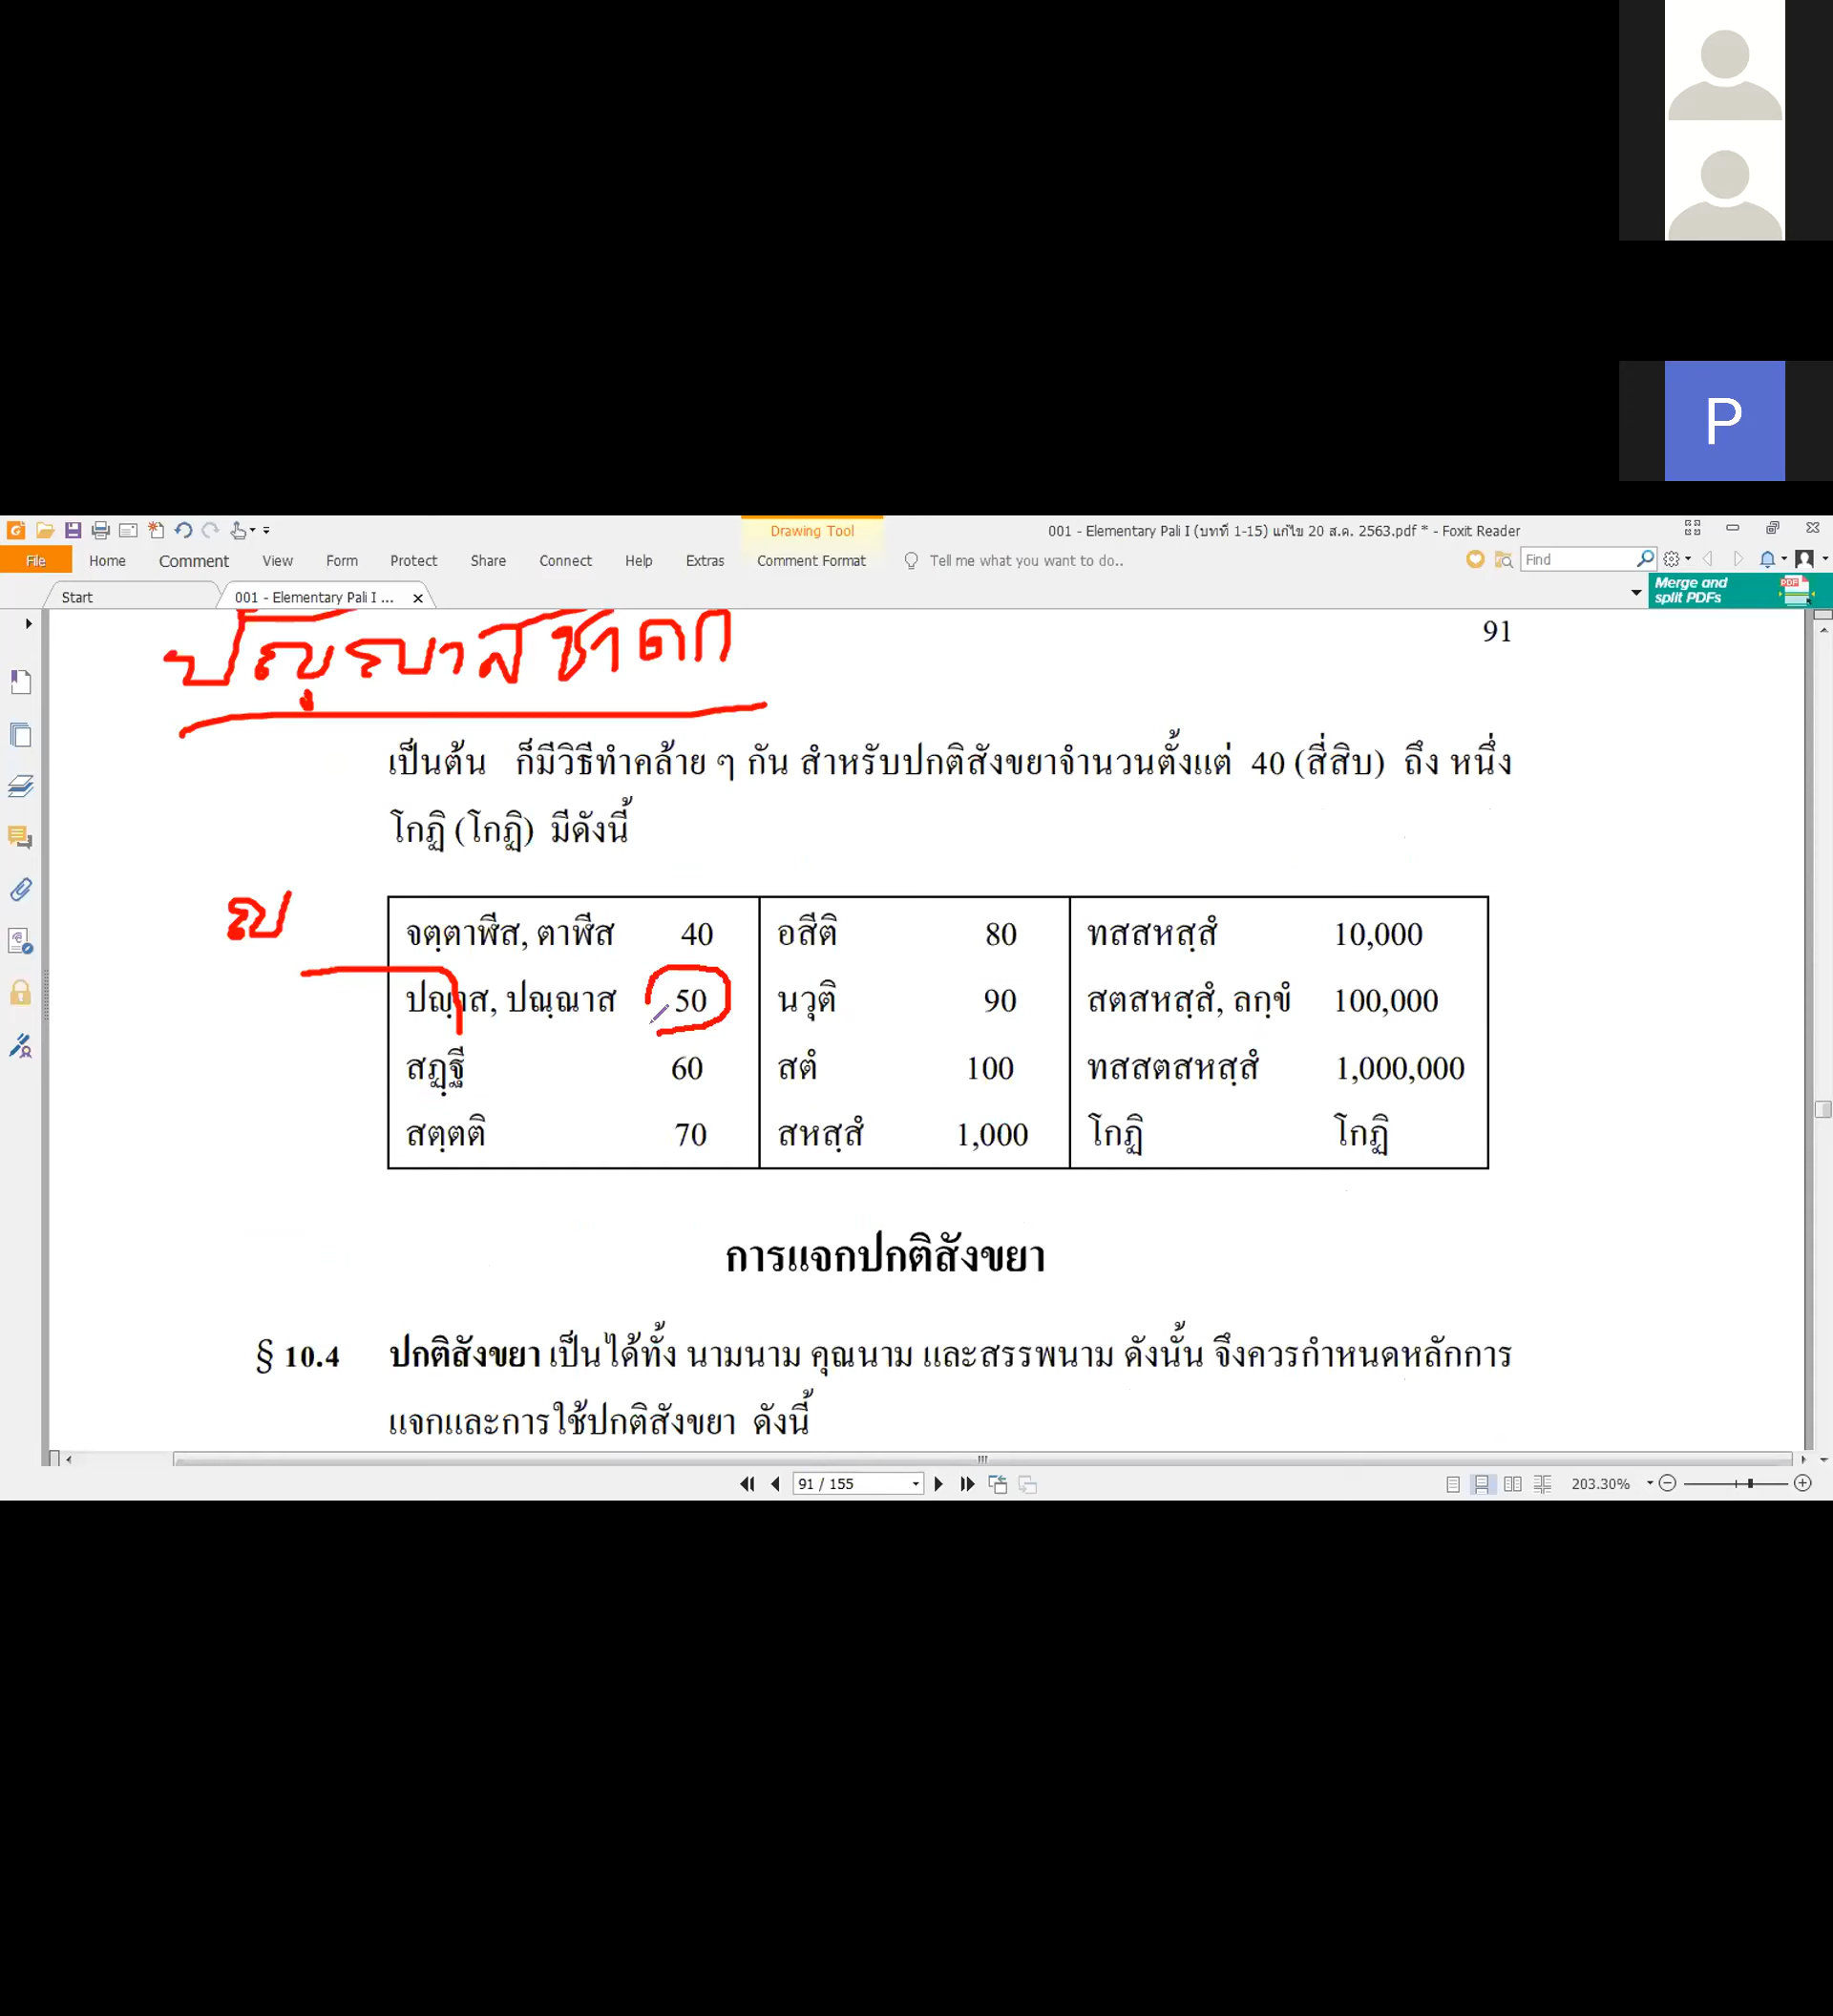 P
Drawing Tool
001 - Elementary Pali I (บทที่ 1-15) แก้ไข 20 ส.ค. 2563.pdf * - Foxit Reader
File Home Comment View Form Protect Share Connect Help Extras Comment Format Tell me what you want to do.. Find
Start 001 - Elementary Pali I ... Merge and
split PDFs
ปัญญาสชาดก 91
เป็นต้น ก็มีวิธีทำคล้าย ๆ กัน สำหรับปกติสังขยาจำนวนตั้งแต่ 40 (สี่สิบ) ถึง หนึ่ง
โกฏิ (โกฏิ) มีดังนี้
จตฺตาฬีส, ตาฬีส 40 อสีติ 80 ทสสหสฺสํ 10,000
ปญฺาส, ปณฺณาส 50 นวุติ 90 สตสหสฺสํ, ลกฺขํ 100,000
สฏฺฐี 60 สตํ 100 ทสสตสหสฺสํ 1,000,000
สตฺตติ 70 สหสฺสํ 1,000 โกฏิ โกฏิ
การแจกปกติสังขยา
§ 10.4 ปกติสังขยา เป็นได้ทั้ง นามนาม คุณนาม และสรรพนาม ดังนั้น จึงควรกำหนดหลักการ
แจกและการใช้ปกติสังขยา ดังนี้
91 / 155 203.30%